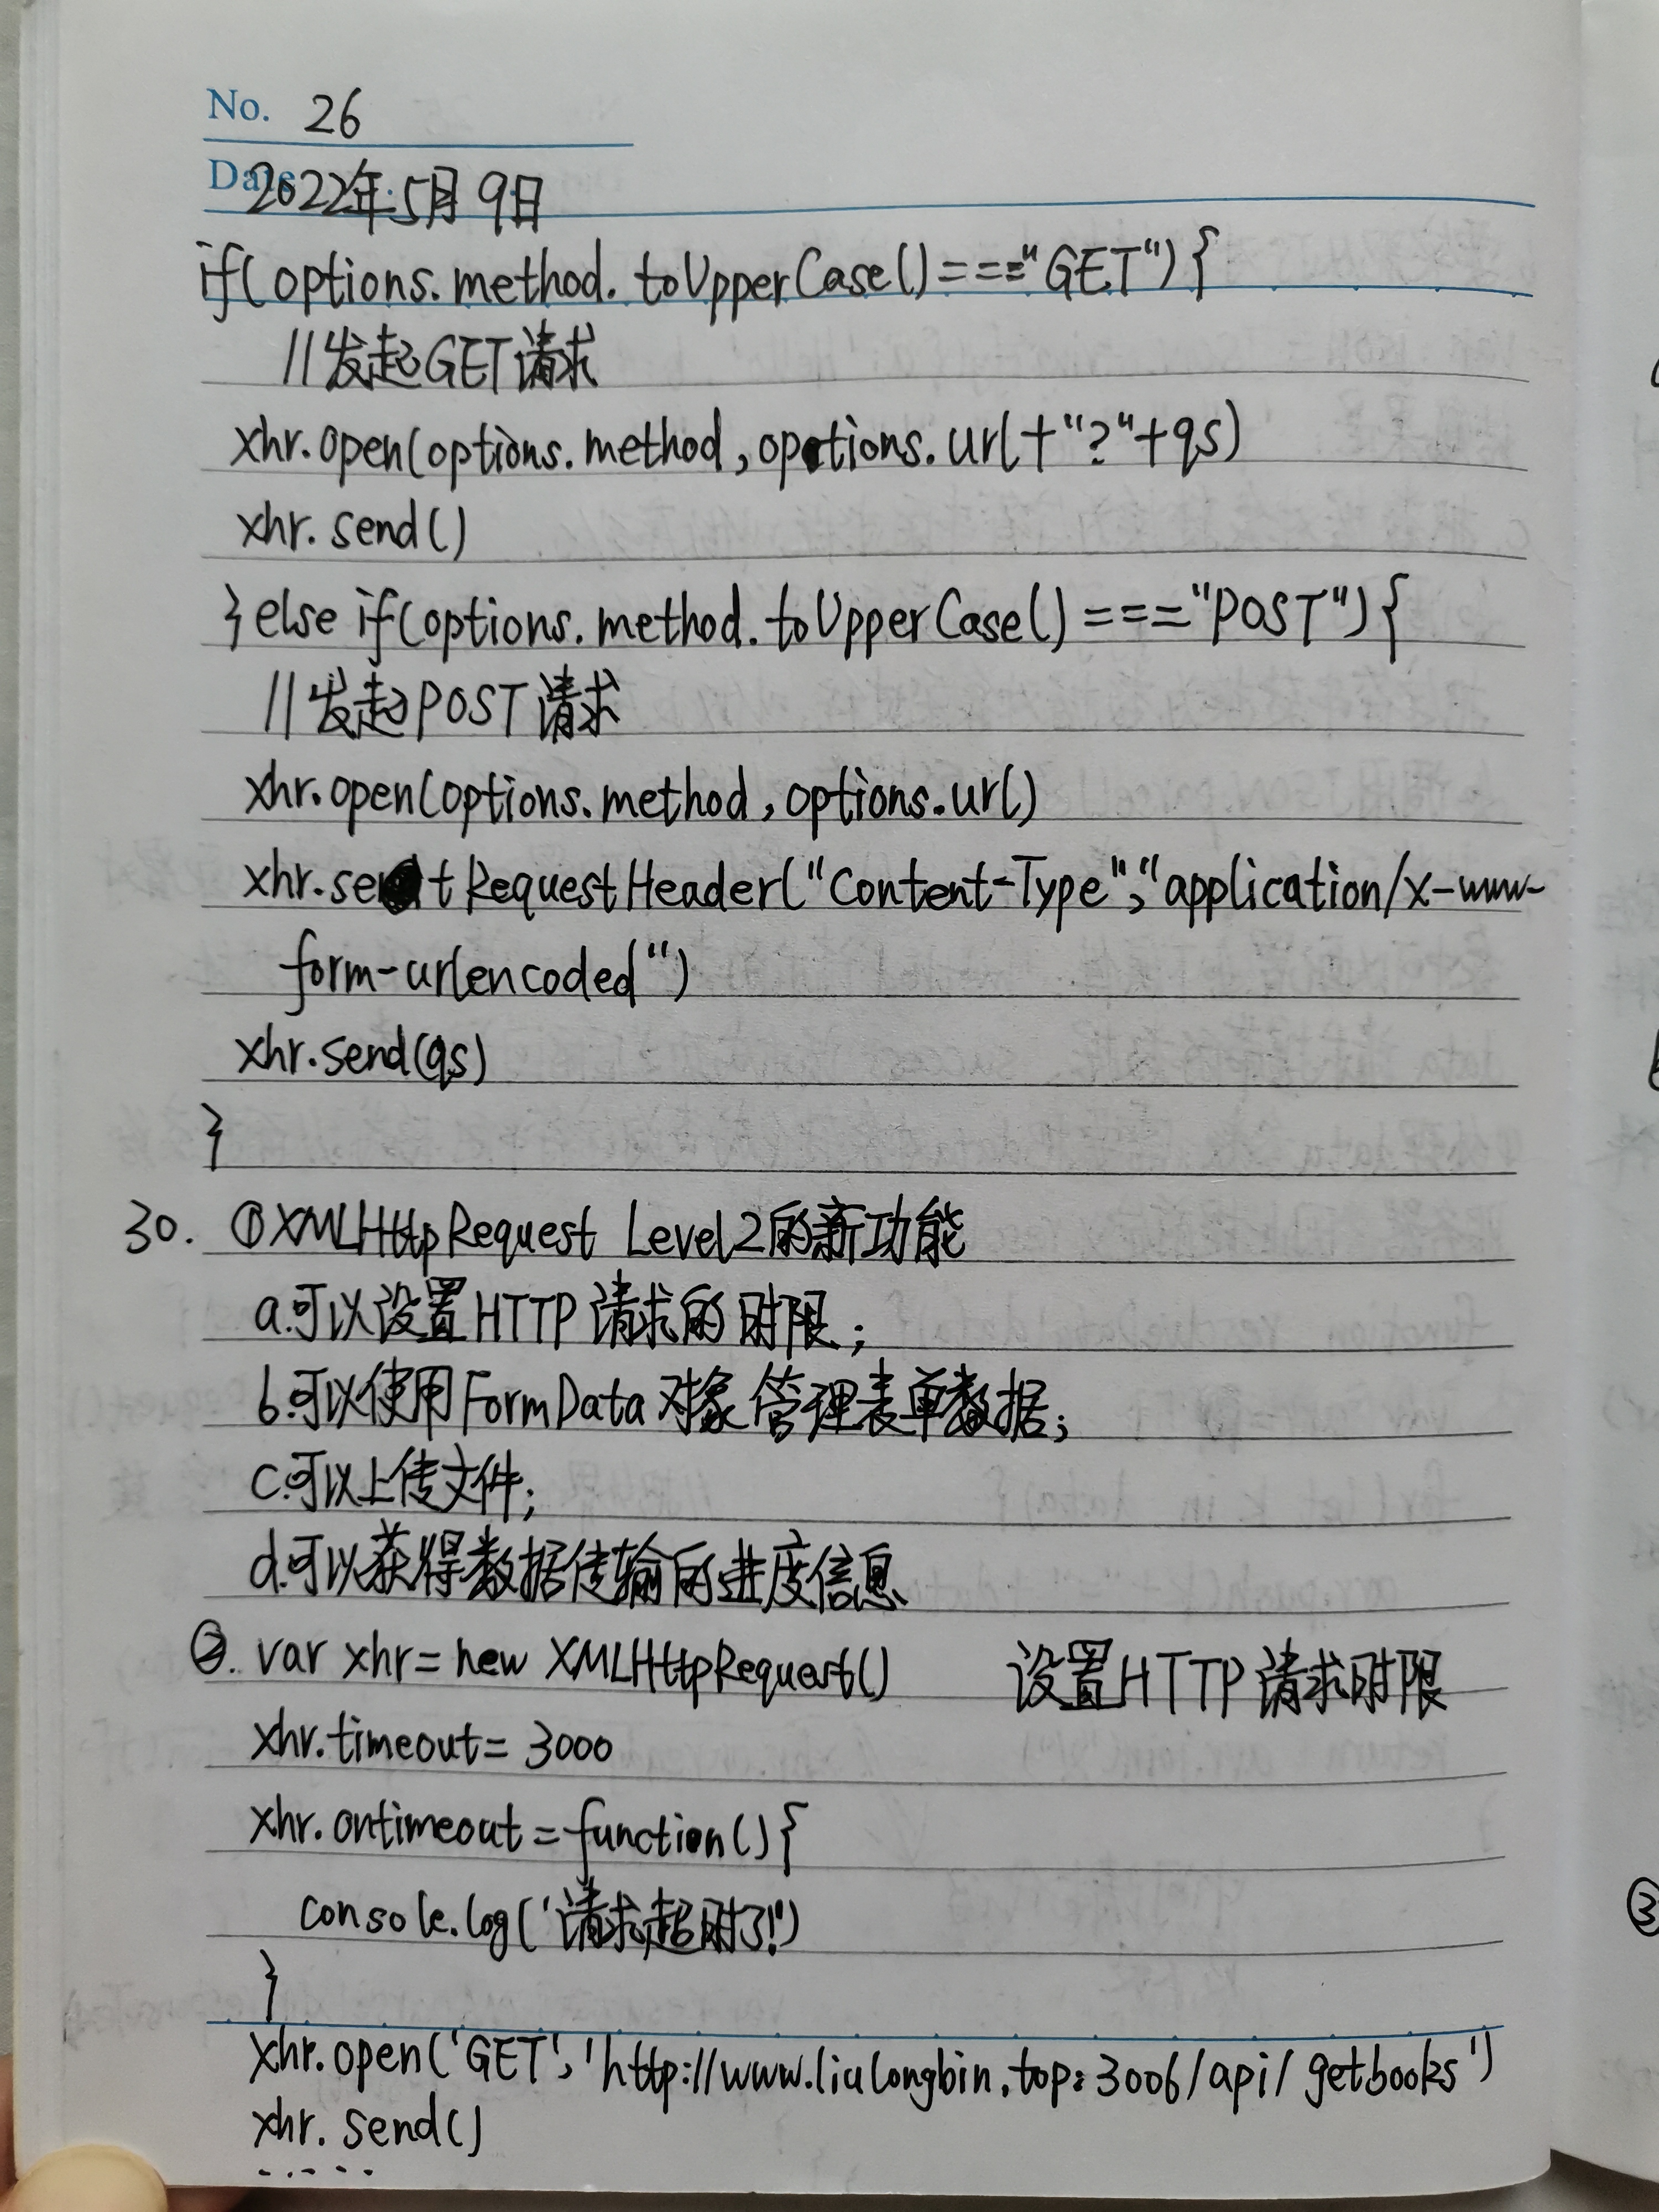 No. 26
Date 2022年5月9日
if(options.method.toUpperCase()==="GET"){
//发起GET请求
xhr.open(options.method,options.url+"?"+qs)
xhr.send()
}else if(options.method.toUpperCase()==="POST"){
//发起POST请求
xhr.open(options.method,options.url)
xhr.setRequestHeader("Content-Type","application/x-www-
form-urlencoded")
xhr.send(qs)
}
30. ①XMLHttpRequest Level2的新功能
a.可以设置HTTP请求的时限;
b.可以使用FormData对象管理表单数据;
c.可以上传文件;
d.可以获得数据传输的进度信息
②. var xhr=new XMLHttpRequest() 设置HTTP请求时限
xhr.timeout=3000
xhr.ontimeout=function(){
console.log('请求超时了!')
}
xhr.open('GET','http://www.liulongbin.top:3006/api/getbooks')
xhr.send()
.....
③